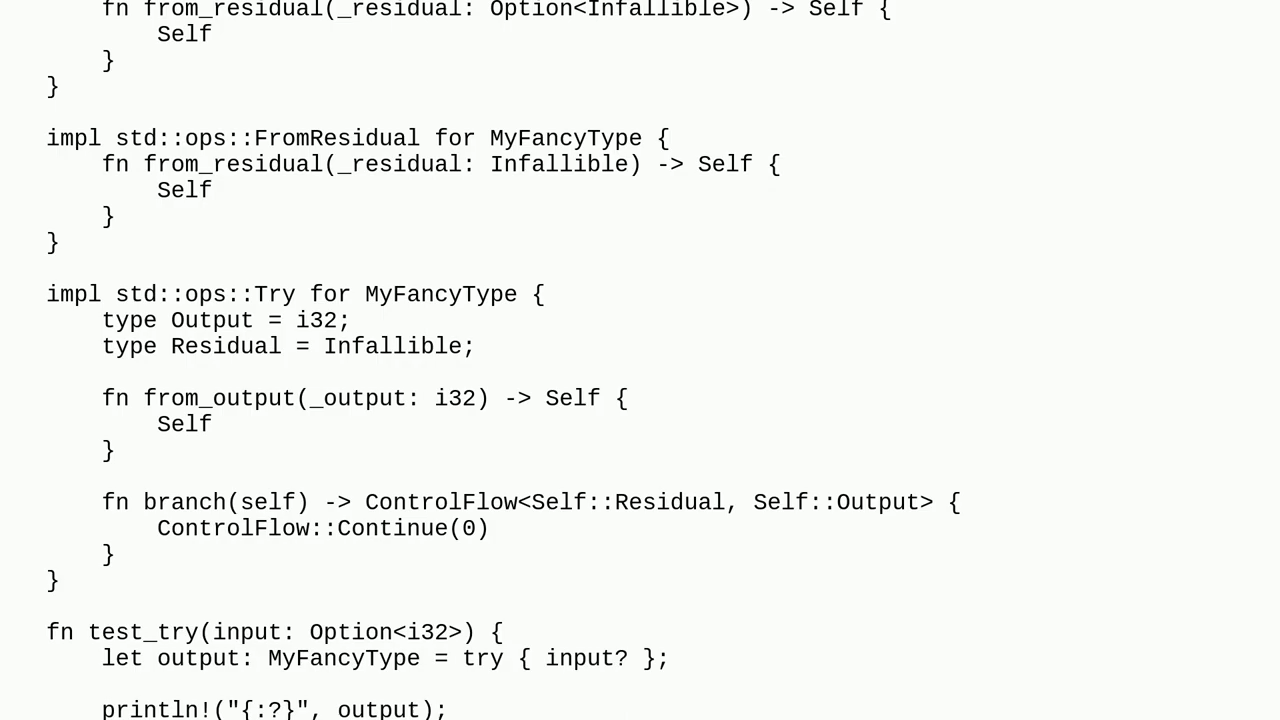 fn from_residual(_residual: Option<Infallible>) -> Self {
        Self
    }
}

impl std::ops::FromResidual for MyFancyType {
    fn from_residual(_residual: Infallible) -> Self {
        Self
    }
}

impl std::ops::Try for MyFancyType {
    type Output = i32;
    type Residual = Infallible;

    fn from_output(_output: i32) -> Self {
        Self
    }

    fn branch(self) -> ControlFlow<Self::Residual, Self::Output> {
        ControlFlow::Continue(0)
    }
}

fn test_try(input: Option<i32>) {
    let output: MyFancyType = try { input? };

    println!("{:?}", output);